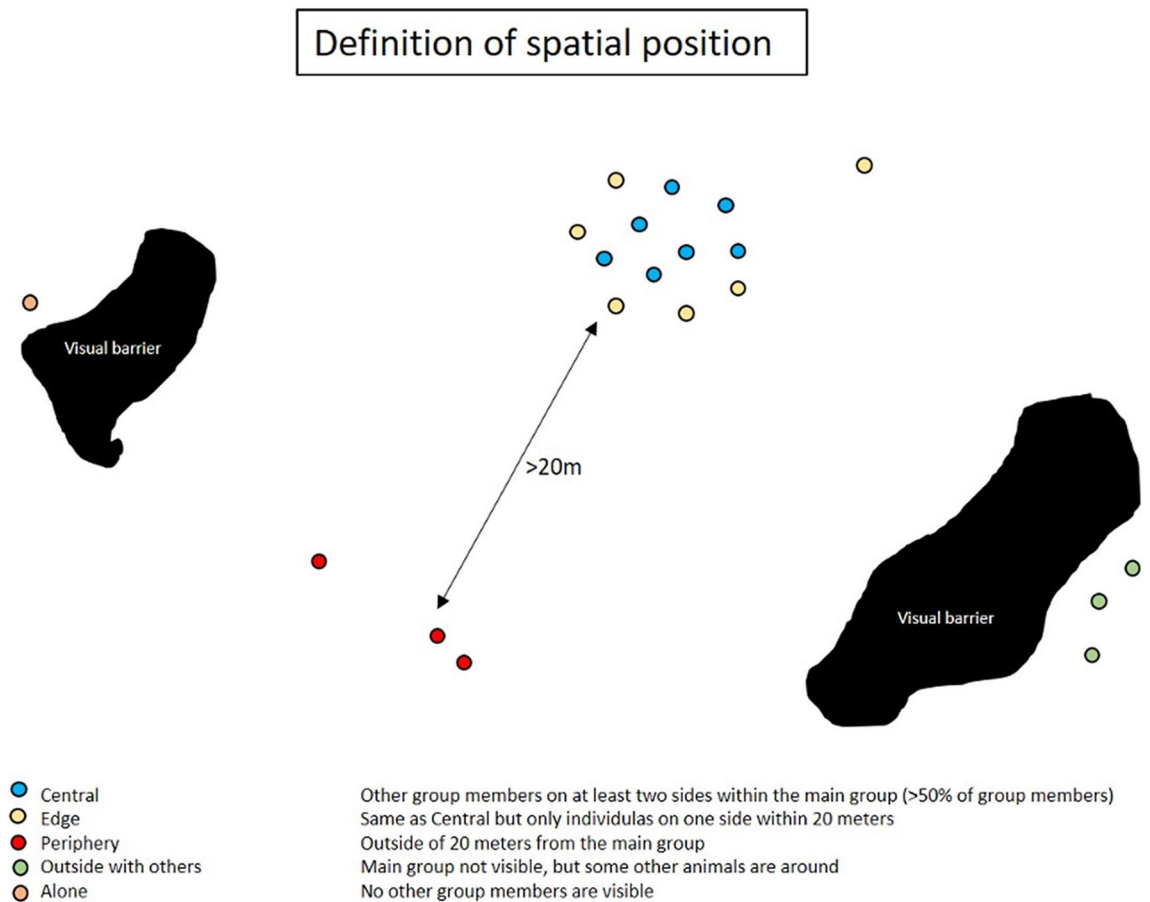 Definition of spatial position
Visual barrier
>20m
Visual barrier
Central Other group members on at least two sides within the main group (>50% of group members)
Edge Same as Central but only individulas on one side within 20 meters
Periphery Outside of 20 meters from the main group
Outside with others Main group not visible, but some other animals are around
Alone No other group members are visible